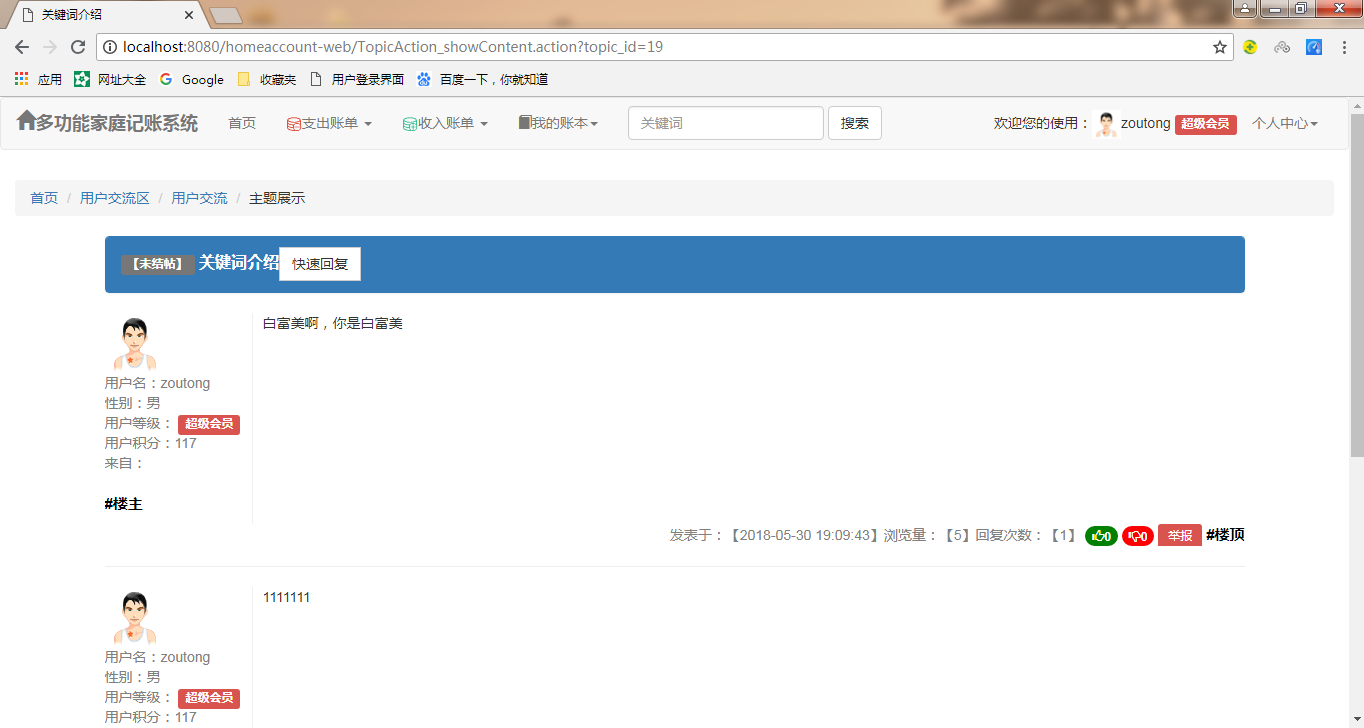 关键词介绍
localhost:8080/homeaccount-web/TopicAction_showContent.action?topic_id=19
应用 网址大全 Google 收藏夹 用户登录界面 百度一下，你就知道
多功能家庭记账系统 首页 支出账单 收入账单 我的账本 关键词 搜索 欢迎您的使用： zoutong 超级会员 个人中心
首页 / 用户交流区 / 用户交流 / 主题展示
【未结帖】 关键词介绍 快速回复
白富美啊，你是白富美
用户名：zoutong
性别：男
用户等级： 超级会员
用户积分：117
来自：
#楼主
发表于：【2018-05-30 19:09:43】浏览量：【5】回复次数：【1】 0 0 举报 #楼顶
1111111
用户名：zoutong
性别：男
用户等级： 超级会员
用户积分：117